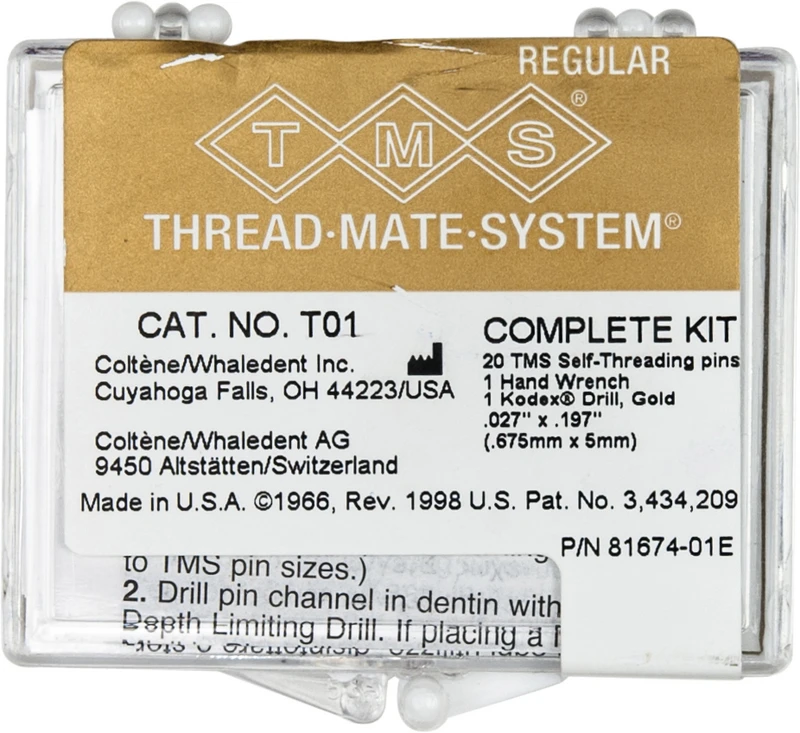 REGULAR
TMS®
THREAD·MATE·SYSTEM®
CAT. NO. T01
Coltène/Whaledent Inc.
Cuyahoga Falls, OH 44223/USA
Coltène/Whaledent AG
9450 Altstätten/Switzerland
COMPLETE KIT
20 TMS Self-Threading pins
1 Hand Wrench
1 Kodex® Drill, Gold
.027" x .197"
(.675mm x 5mm)
Made in U.S.A. ©1966, Rev. 1998 U.S. Pat. No. 3,434,209
P/N 81674-01E
to TMS pin sizes.)
2. Drill pin channel in dentin with
Depth Limiting Drill. If placing a